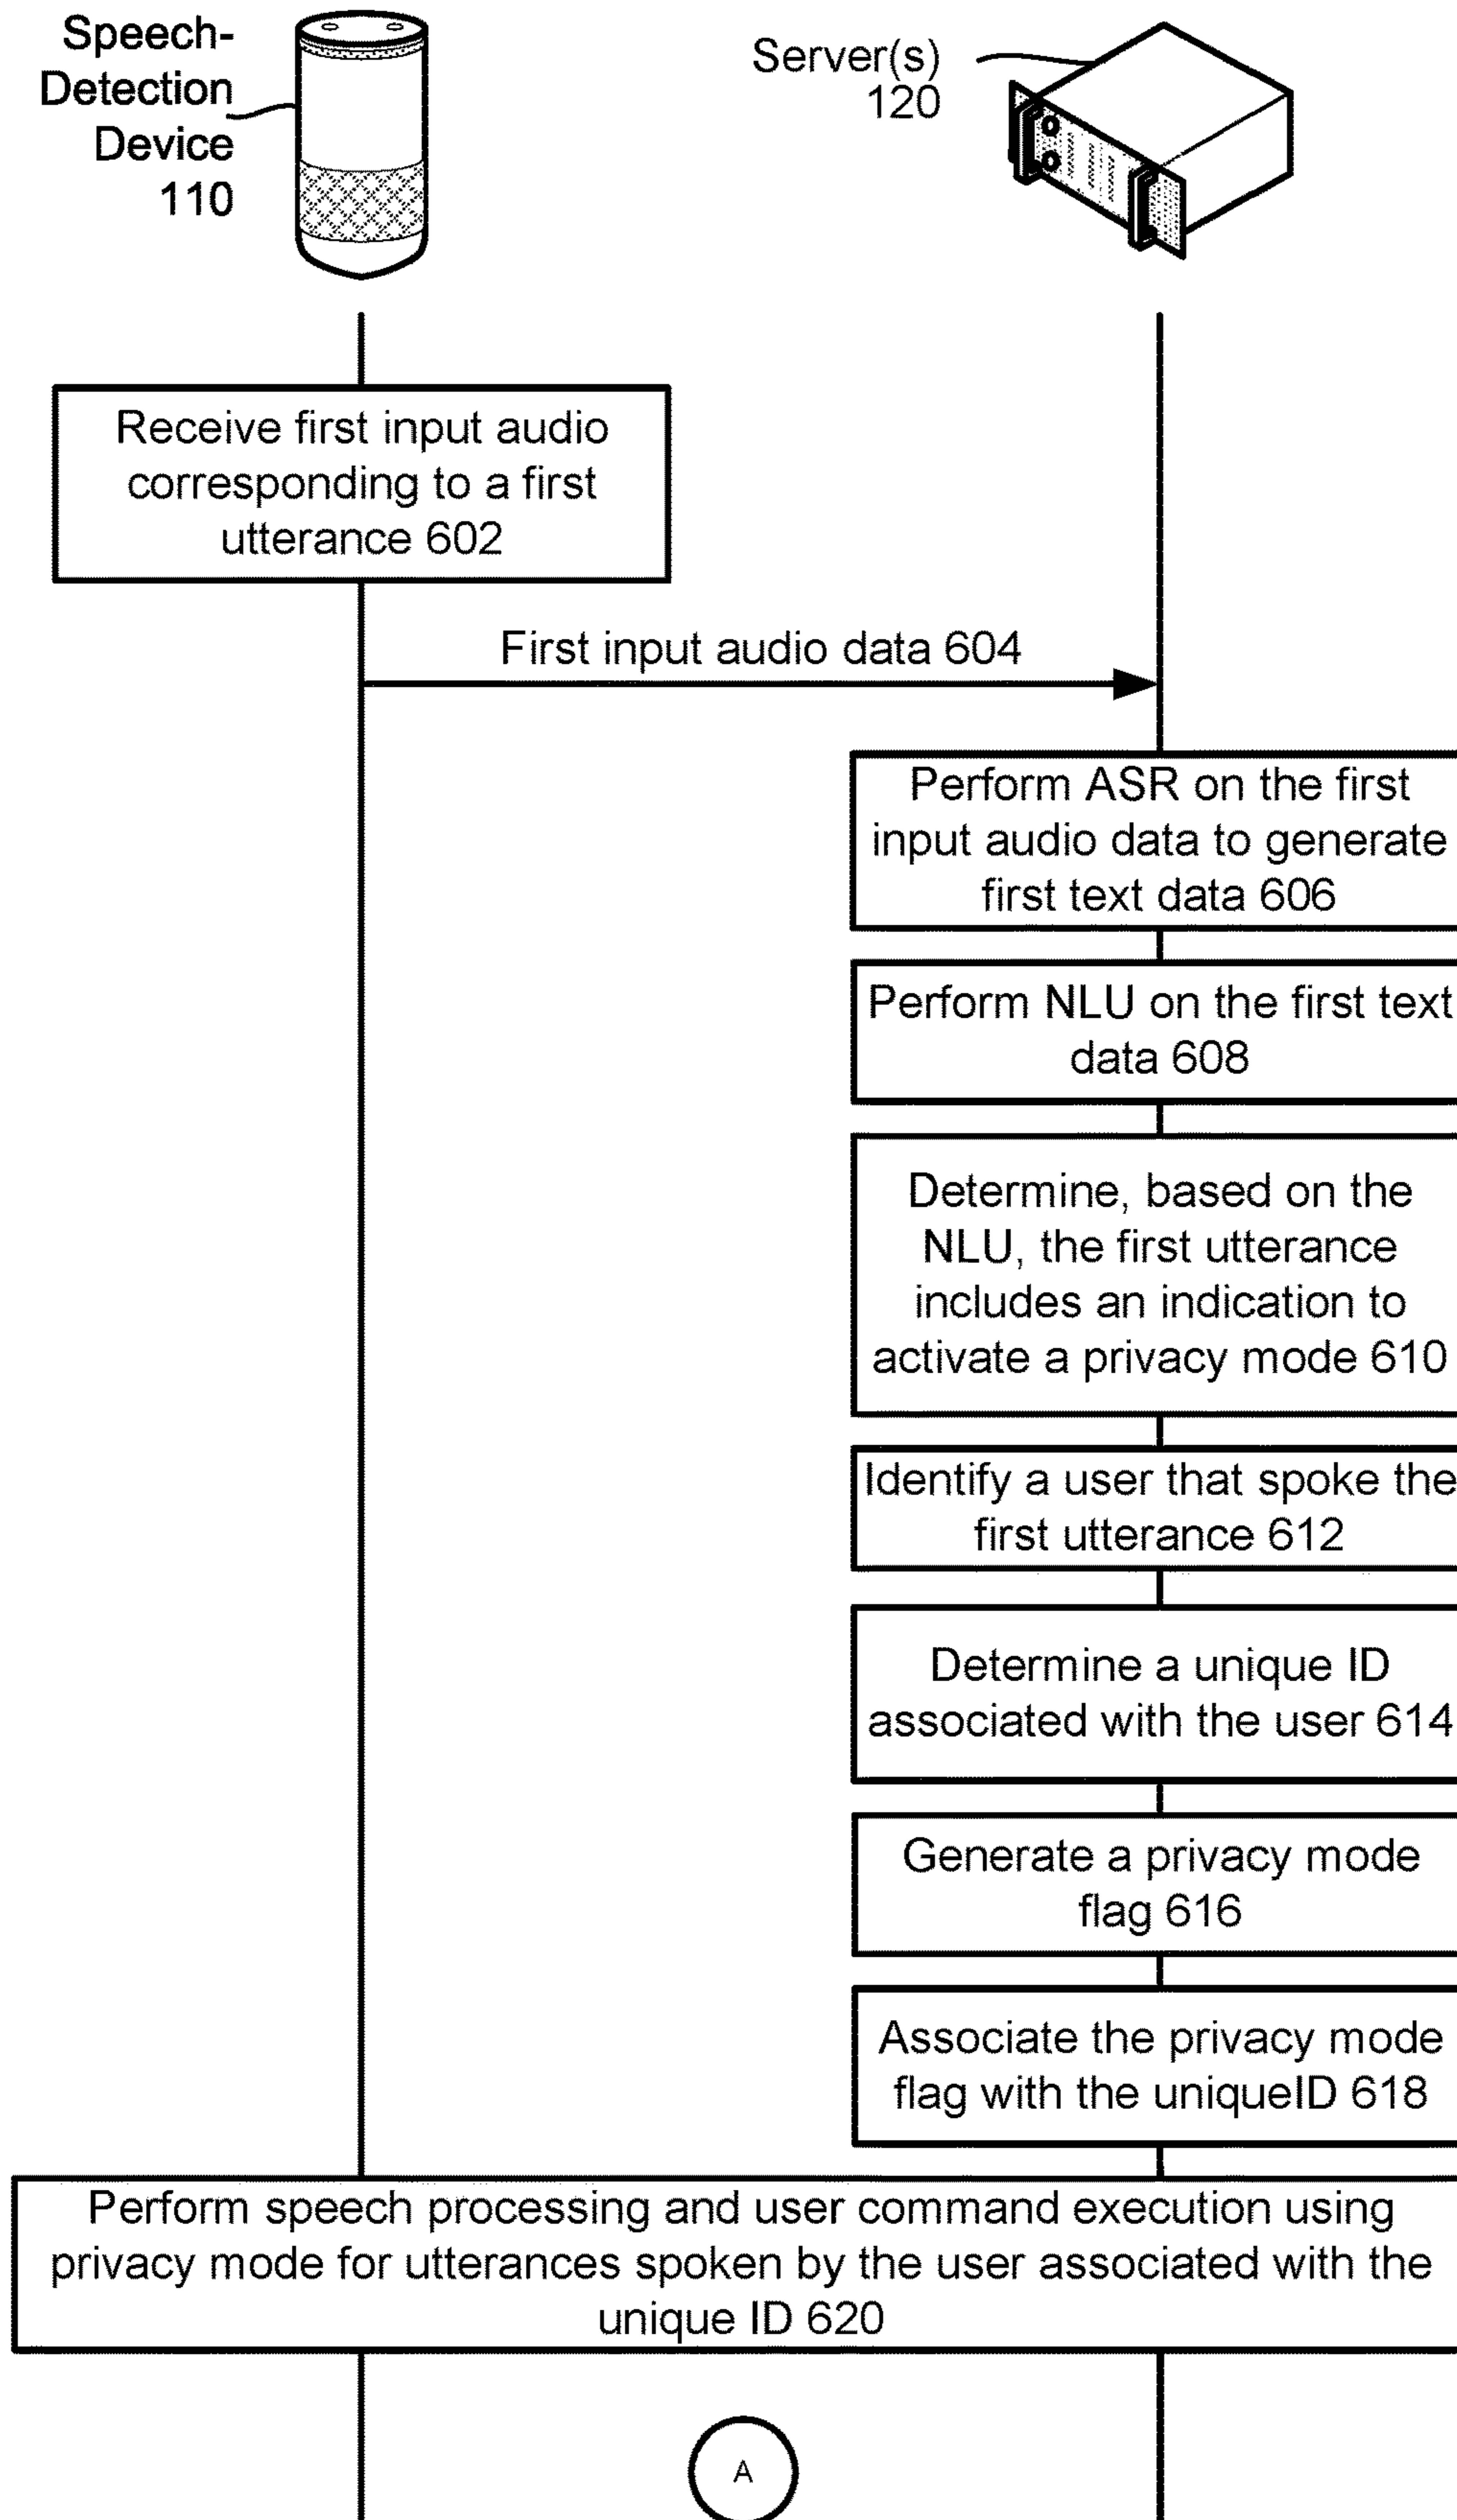 Speech-
Detection
Device
110
Server(s)
120
Receive first input audio
corresponding to a first
utterance 602
First input audio data 604
Perform ASR on the first
input audio data to generate
first text data 606
Perform NLU on the first text
data 608
Determine, based on the
NLU, the first utterance
includes an indication to
activate a privacy mode 610
Identify a user that spoke the
first utterance 612
Determine a unique ID
associated with the user 614
Generate a privacy mode
flag 616
Associate the privacy mode
flag with the uniqueID 618
Perform speech processing and user command execution using
privacy mode for utterances spoken by the user associated with the
unique ID 620
A